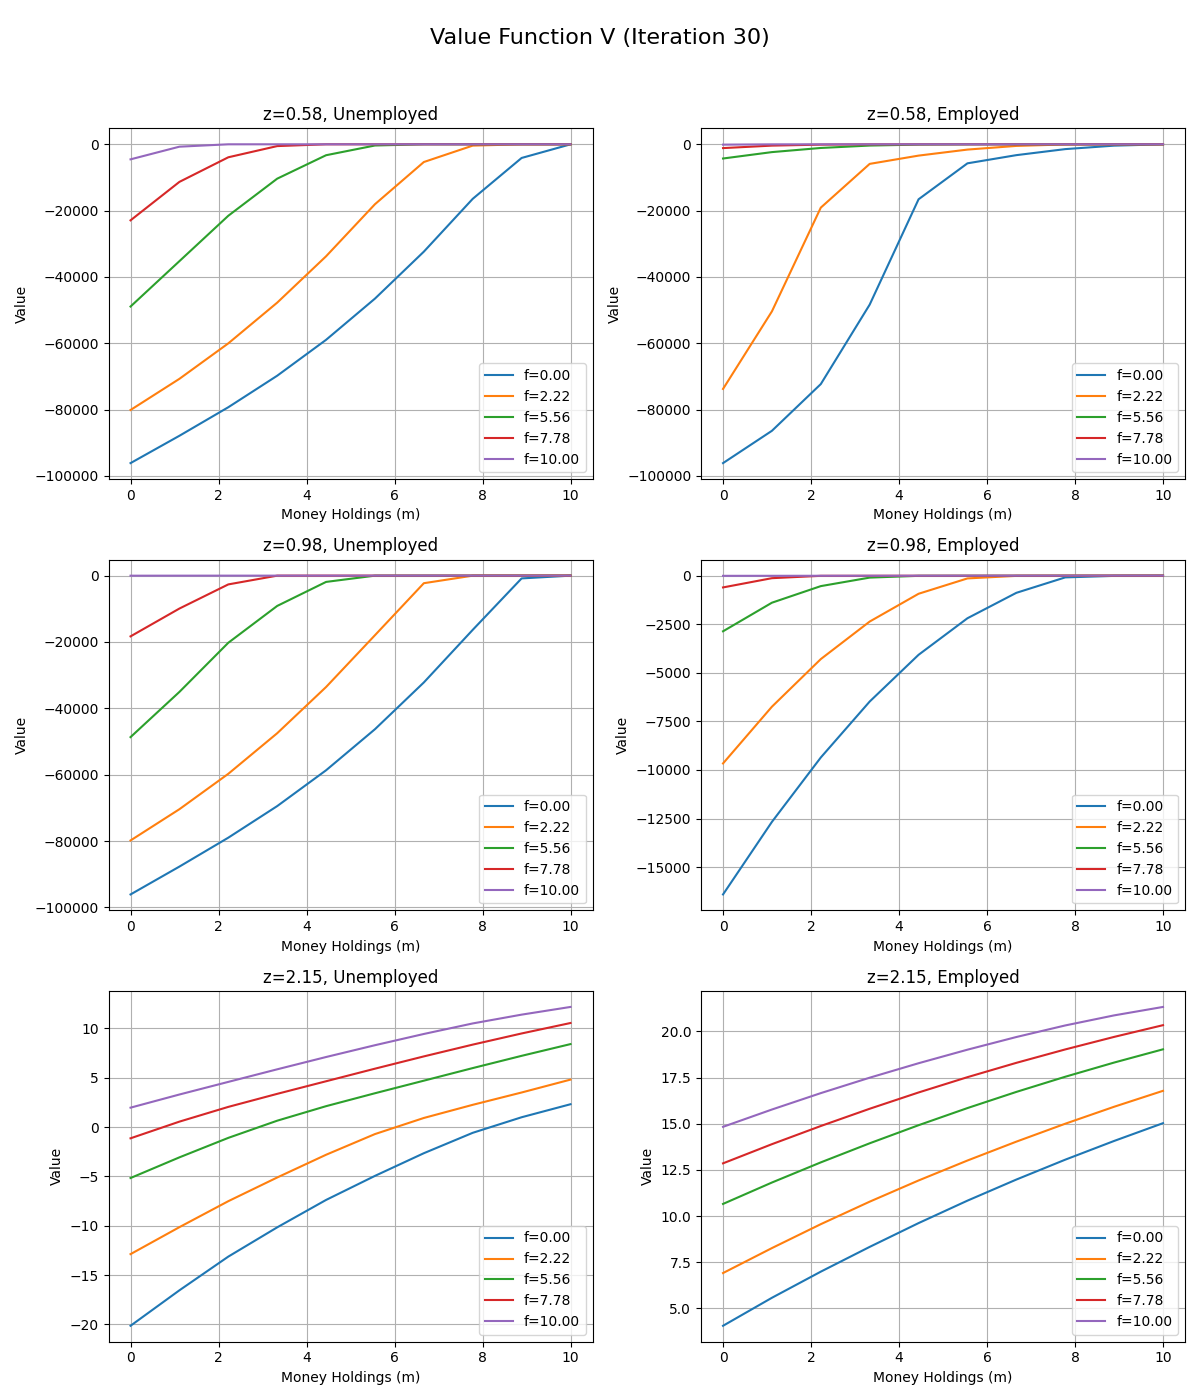 Value Function V (Iteration 30)
z=0.58, Unemployed
Value
0
−20000
−40000
−60000
−80000
−100000
0 2 4 6 8 10
Money Holdings (m)
f=0.00
f=2.22
f=5.56
f=7.78
f=10.00
z=0.58, Employed
Value
0
−20000
−40000
−60000
−80000
−100000
0 2 4 6 8 10
Money Holdings (m)
f=0.00
f=2.22
f=5.56
f=7.78
f=10.00
z=0.98, Unemployed
Value
0
−20000
−40000
−60000
−80000
−100000
0 2 4 6 8 10
Money Holdings (m)
f=0.00
f=2.22
f=5.56
f=7.78
f=10.00
z=0.98, Employed
Value
0
−2500
−5000
−7500
−10000
−12500
−15000
0 2 4 6 8 10
Money Holdings (m)
f=0.00
f=2.22
f=5.56
f=7.78
f=10.00
z=2.15, Unemployed
Value
10
5
0
−5
−10
−15
−20
0 2 4 6 8 10
Money Holdings (m)
f=0.00
f=2.22
f=5.56
f=7.78
f=10.00
z=2.15, Employed
Value
20.0
17.5
15.0
12.5
10.0
7.5
5.0
0 2 4 6 8 10
Money Holdings (m)
f=0.00
f=2.22
f=5.56
f=7.78
f=10.00